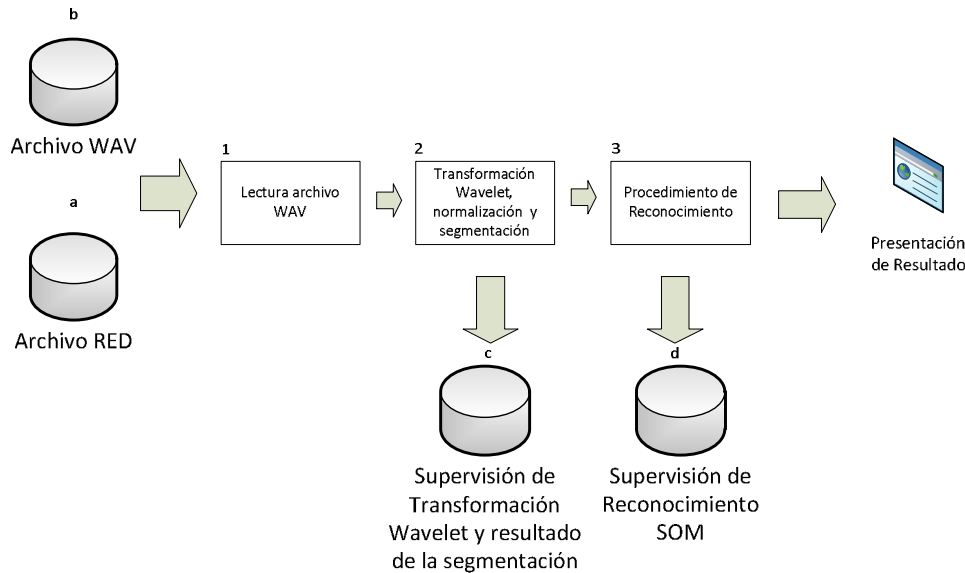 b
Archivo WAV
a
Archivo RED
1
Lectura archivo
WAV
2
Transformación
Wavelet,
normalización y
segmentación
3
Procedimiento de
Reconocimiento
Presentación
de Resultado
c
Supervisión de
Transformación
Wavelet y resultado
de la segmentación
d
Supervisión de
Reconocimiento
SOM